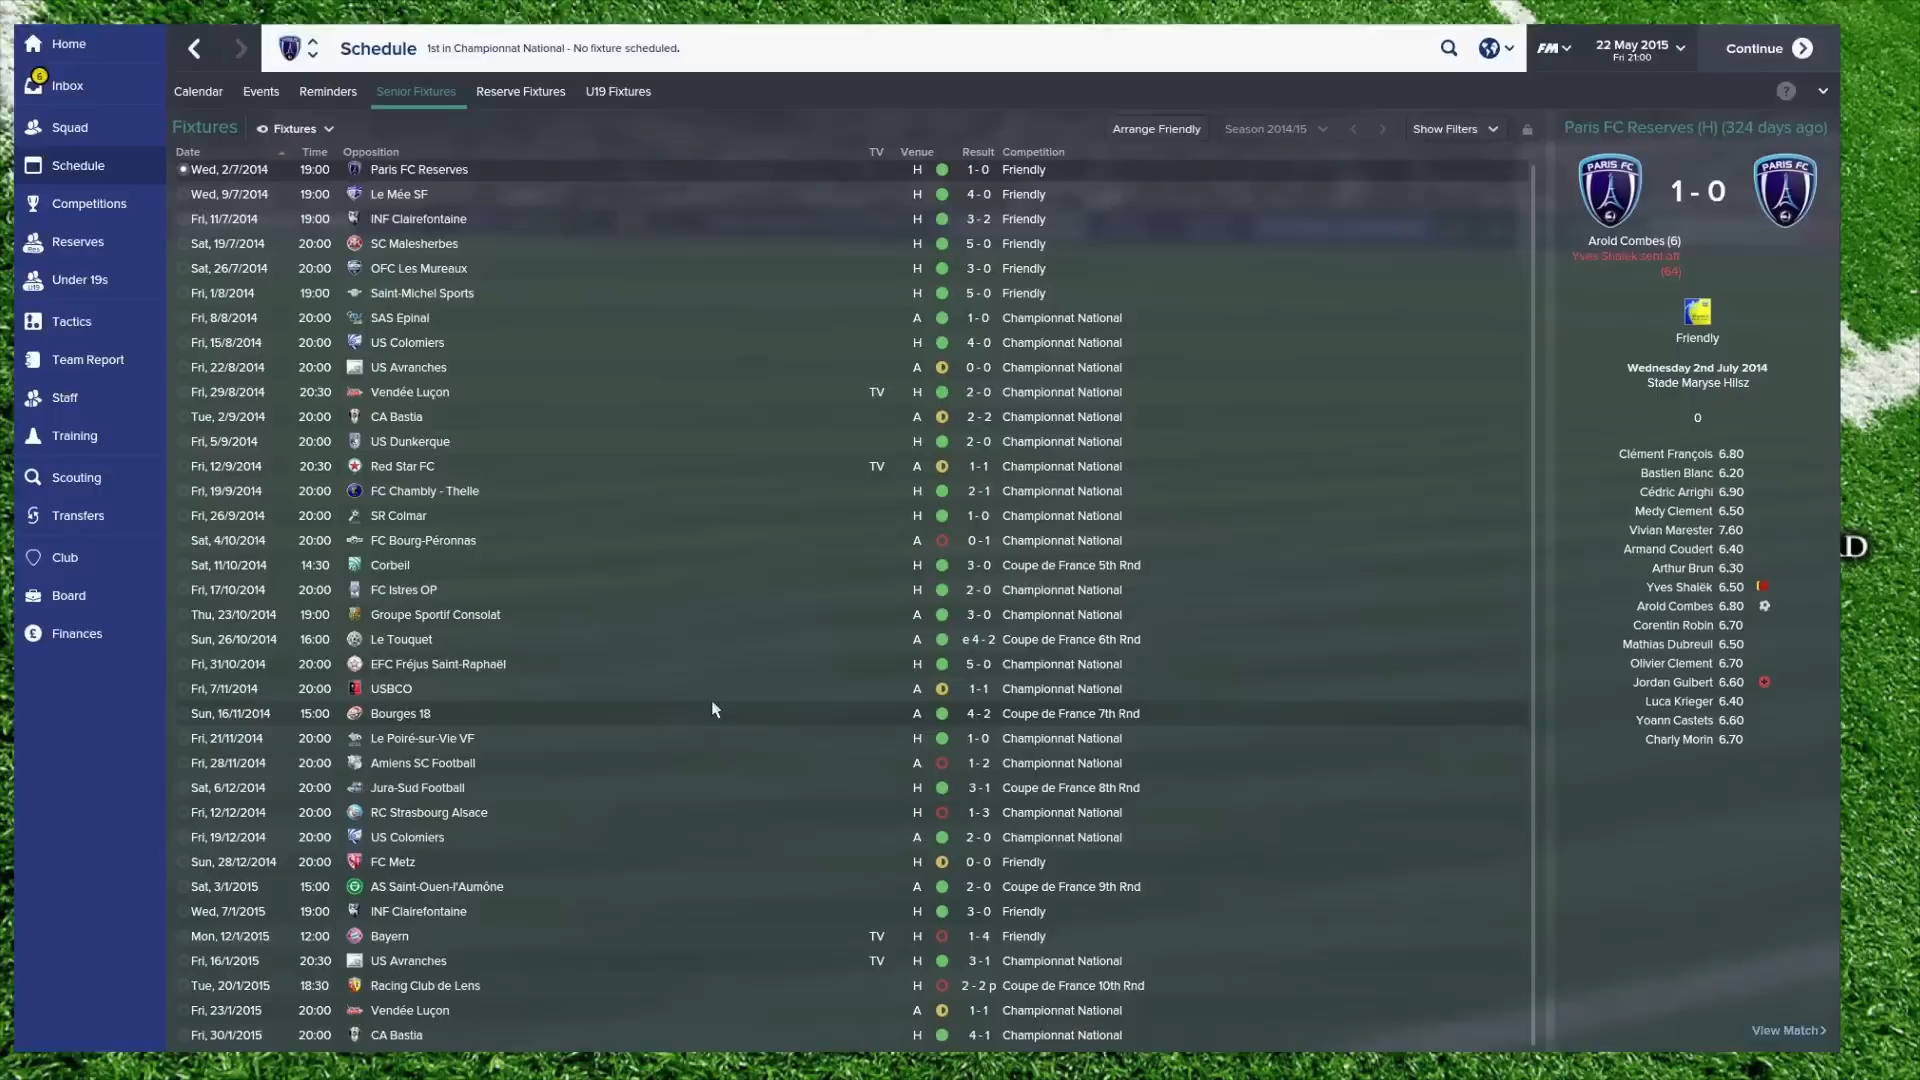 Home
6
Inbox
Squad
Schedule
Competitions
Reserves
Under 19s
Tactics
Team Report
Staff
Training
Scouting
Transfers
Club
Board
Finances
Schedule 1st in Championnat National - No fixture scheduled.
FM
22 May 2015
Fri 21:00
Continue
Calendar Events Reminders Senior Fixtures Reserve Fixtures U19 Fixtures ?
Fixtures Fixtures Arrange Friendly Season 2014/15 Show Filters
Date Time Opposition TV Venue Result Competition
Wed, 2/7/2014 19:00 Paris FC Reserves H 1 - 0 Friendly
Wed, 9/7/2014 19:00 Le Mée SF H 4 - 0 Friendly
Fri, 11/7/2014 19:00 INF Clairefontaine H 3 - 2 Friendly
Sat, 19/7/2014 20:00 SC Malesherbes H 5 - 0 Friendly
Sat, 26/7/2014 20:00 OFC Les Mureaux H 3 - 0 Friendly
Fri, 1/8/2014 19:00 Saint-Michel Sports H 5 - 0 Friendly
Fri, 8/8/2014 20:00 SAS Epinal A 1 - 0 Championnat National
Fri, 15/8/2014 20:00 US Colomiers H 4 - 0 Championnat National
Fri, 22/8/2014 20:00 US Avranches A 0 - 0 Championnat National
Fri, 29/8/2014 20:30 Vendée Luçon TV H 2 - 0 Championnat National
Tue, 2/9/2014 20:00 CA Bastia A 2 - 2 Championnat National
Fri, 5/9/2014 20:00 US Dunkerque H 2 - 0 Championnat National
Fri, 12/9/2014 20:30 Red Star FC TV A 1 - 1 Championnat National
Fri, 19/9/2014 20:00 FC Chambly - Thelle H 2 - 1 Championnat National
Fri, 26/9/2014 20:00 SR Colmar H 1 - 0 Championnat National
Sat, 4/10/2014 20:00 FC Bourg-Péronnas A 0 - 1 Championnat National
Sat, 11/10/2014 14:30 Corbeil H 3 - 0 Coupe de France 5th Rnd
Fri, 17/10/2014 20:00 FC Istres OP H 2 - 0 Championnat National
Thu, 23/10/2014 19:00 Groupe Sportif Consolat A 3 - 0 Championnat National
Sun, 26/10/2014 16:00 Le Touquet A e 4 - 2 Coupe de France 6th Rnd
Fri, 31/10/2014 20:00 EFC Fréjus Saint-Raphaël H 5 - 0 Championnat National
Fri, 7/11/2014 20:00 USBCO A 1 - 1 Championnat National
Sun, 16/11/2014 15:00 Bourges 18 A 4 - 2 Coupe de France 7th Rnd
Fri, 21/11/2014 20:00 Le Poiré-sur-Vie VF H 1 - 0 Championnat National
Fri, 28/11/2014 20:00 Amiens SC Football A 1 - 2 Championnat National
Sat, 6/12/2014 20:00 Jura-Sud Football H 3 - 1 Coupe de France 8th Rnd
Fri, 12/12/2014 20:00 RC Strasbourg Alsace H 1 - 3 Championnat National
Fri, 19/12/2014 20:00 US Colomiers A 2 - 0 Championnat National
Sun, 28/12/2014 20:00 FC Metz H 0 - 0 Friendly
Sat, 3/1/2015 15:00 AS Saint-Ouen-l'Aumône A 2 - 0 Coupe de France 9th Rnd
Wed, 7/1/2015 19:00 INF Clairefontaine H 3 - 0 Friendly
Mon, 12/1/2015 12:00 Bayern TV H 1 - 4 Friendly
Fri, 16/1/2015 20:30 US Avranches TV H 3 - 1 Championnat National
Tue, 20/1/2015 18:30 Racing Club de Lens H 2 - 2 p Coupe de France 10th Rnd
Fri, 23/1/2015 20:00 Vendée Luçon A 1 - 1 Championnat National
Fri, 30/1/2015 20:00 CA Bastia H 4 - 1 Championnat National
Paris FC Reserves (H) (324 days ago)
PARIS FC 1 - 0 PARIS FC
Arold Combes (6)
Yves Shaïek sent off
(64)
Friendly
Wednesday 2nd July 2014
Stade Maryse Hilsz
0
Clément François 6.80
Bastien Blanc 6.20
Cédric Arrighi 6.90
Medy Clement 6.50
Vivian Marester 7.60
Armand Coudert 6.40
Arthur Brun 6.30
Yves Shaïek 6.50
Arold Combes 6.80
Corentin Robin 6.70
Mathias Dubreuil 6.50
Olivier Clement 6.70
Jordan Guibert 6.60
Luca Krieger 6.40
Yoann Castets 6.60
Charly Morin 6.70
View Match>